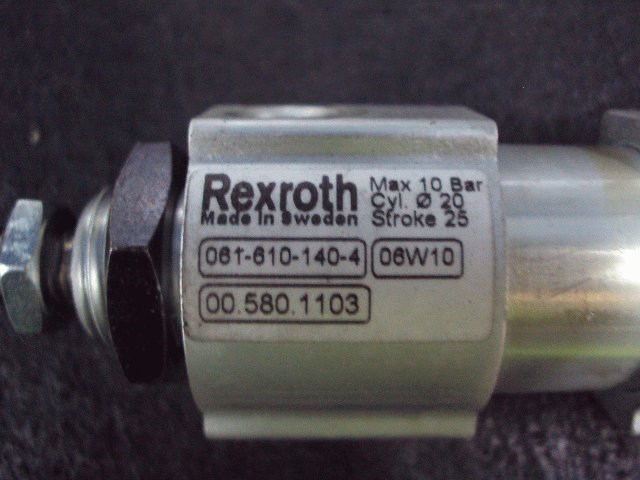 Rexroth
Made in Sweden
Max 10 Bar
Cyl. Ø 20
Stroke 25
061-610-140-4
06W10
00.580.1103